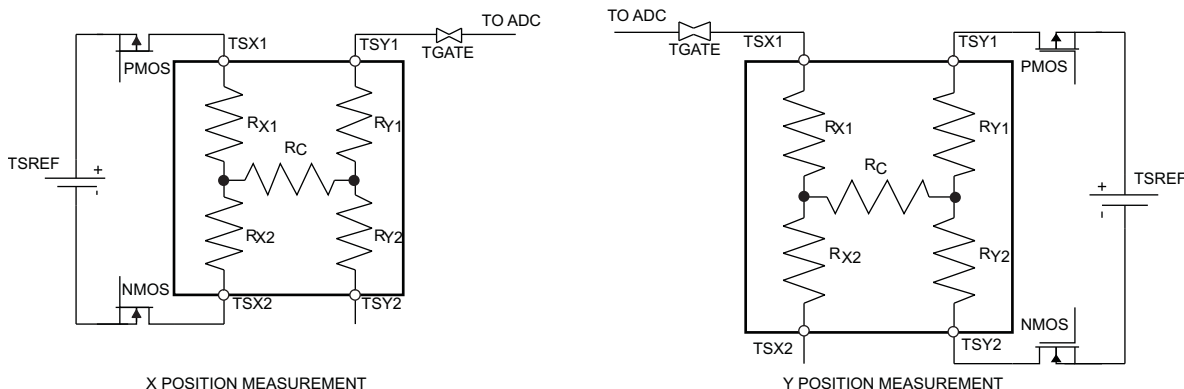 TO ADC
TSX1
TSY1
TGATE
PMOS
RX1
RY1
RC
TSREF
+
-
RX2
RY2
NMOS
TSX2
TSY2
X POSITION MEASUREMENT
TO ADC
TSX1
TSY1
TGATE
PMOS
RX1
RY1
RC
TSREF
+
-
RX2
RY2
NMOS
TSX2
TSY2
Y POSITION MEASUREMENT